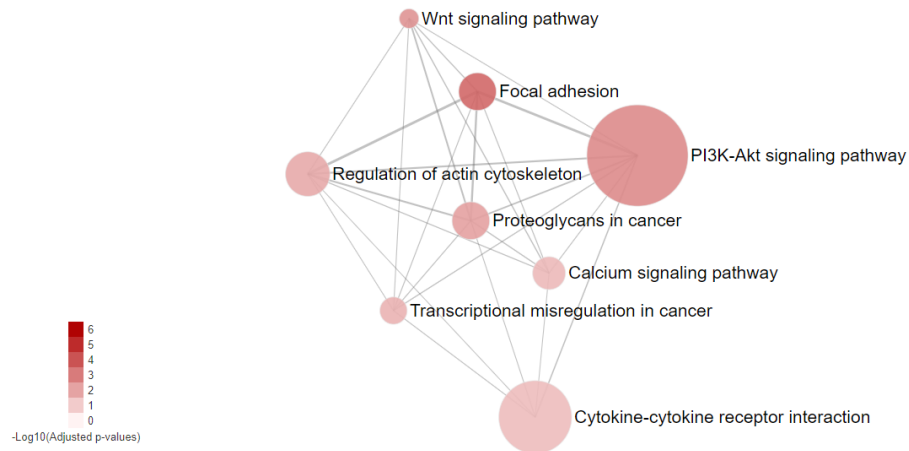 Wnt signaling pathway
Focal adhesion
PI3K-Akt signaling pathway
Regulation of actin cytoskeleton
Proteoglycans in cancer
Calcium signaling pathway
Transcriptional misregulation in cancer
Cytokine-cytokine receptor interaction
6
5
4
3
2
1
0
-Log10(Adjusted p-values)